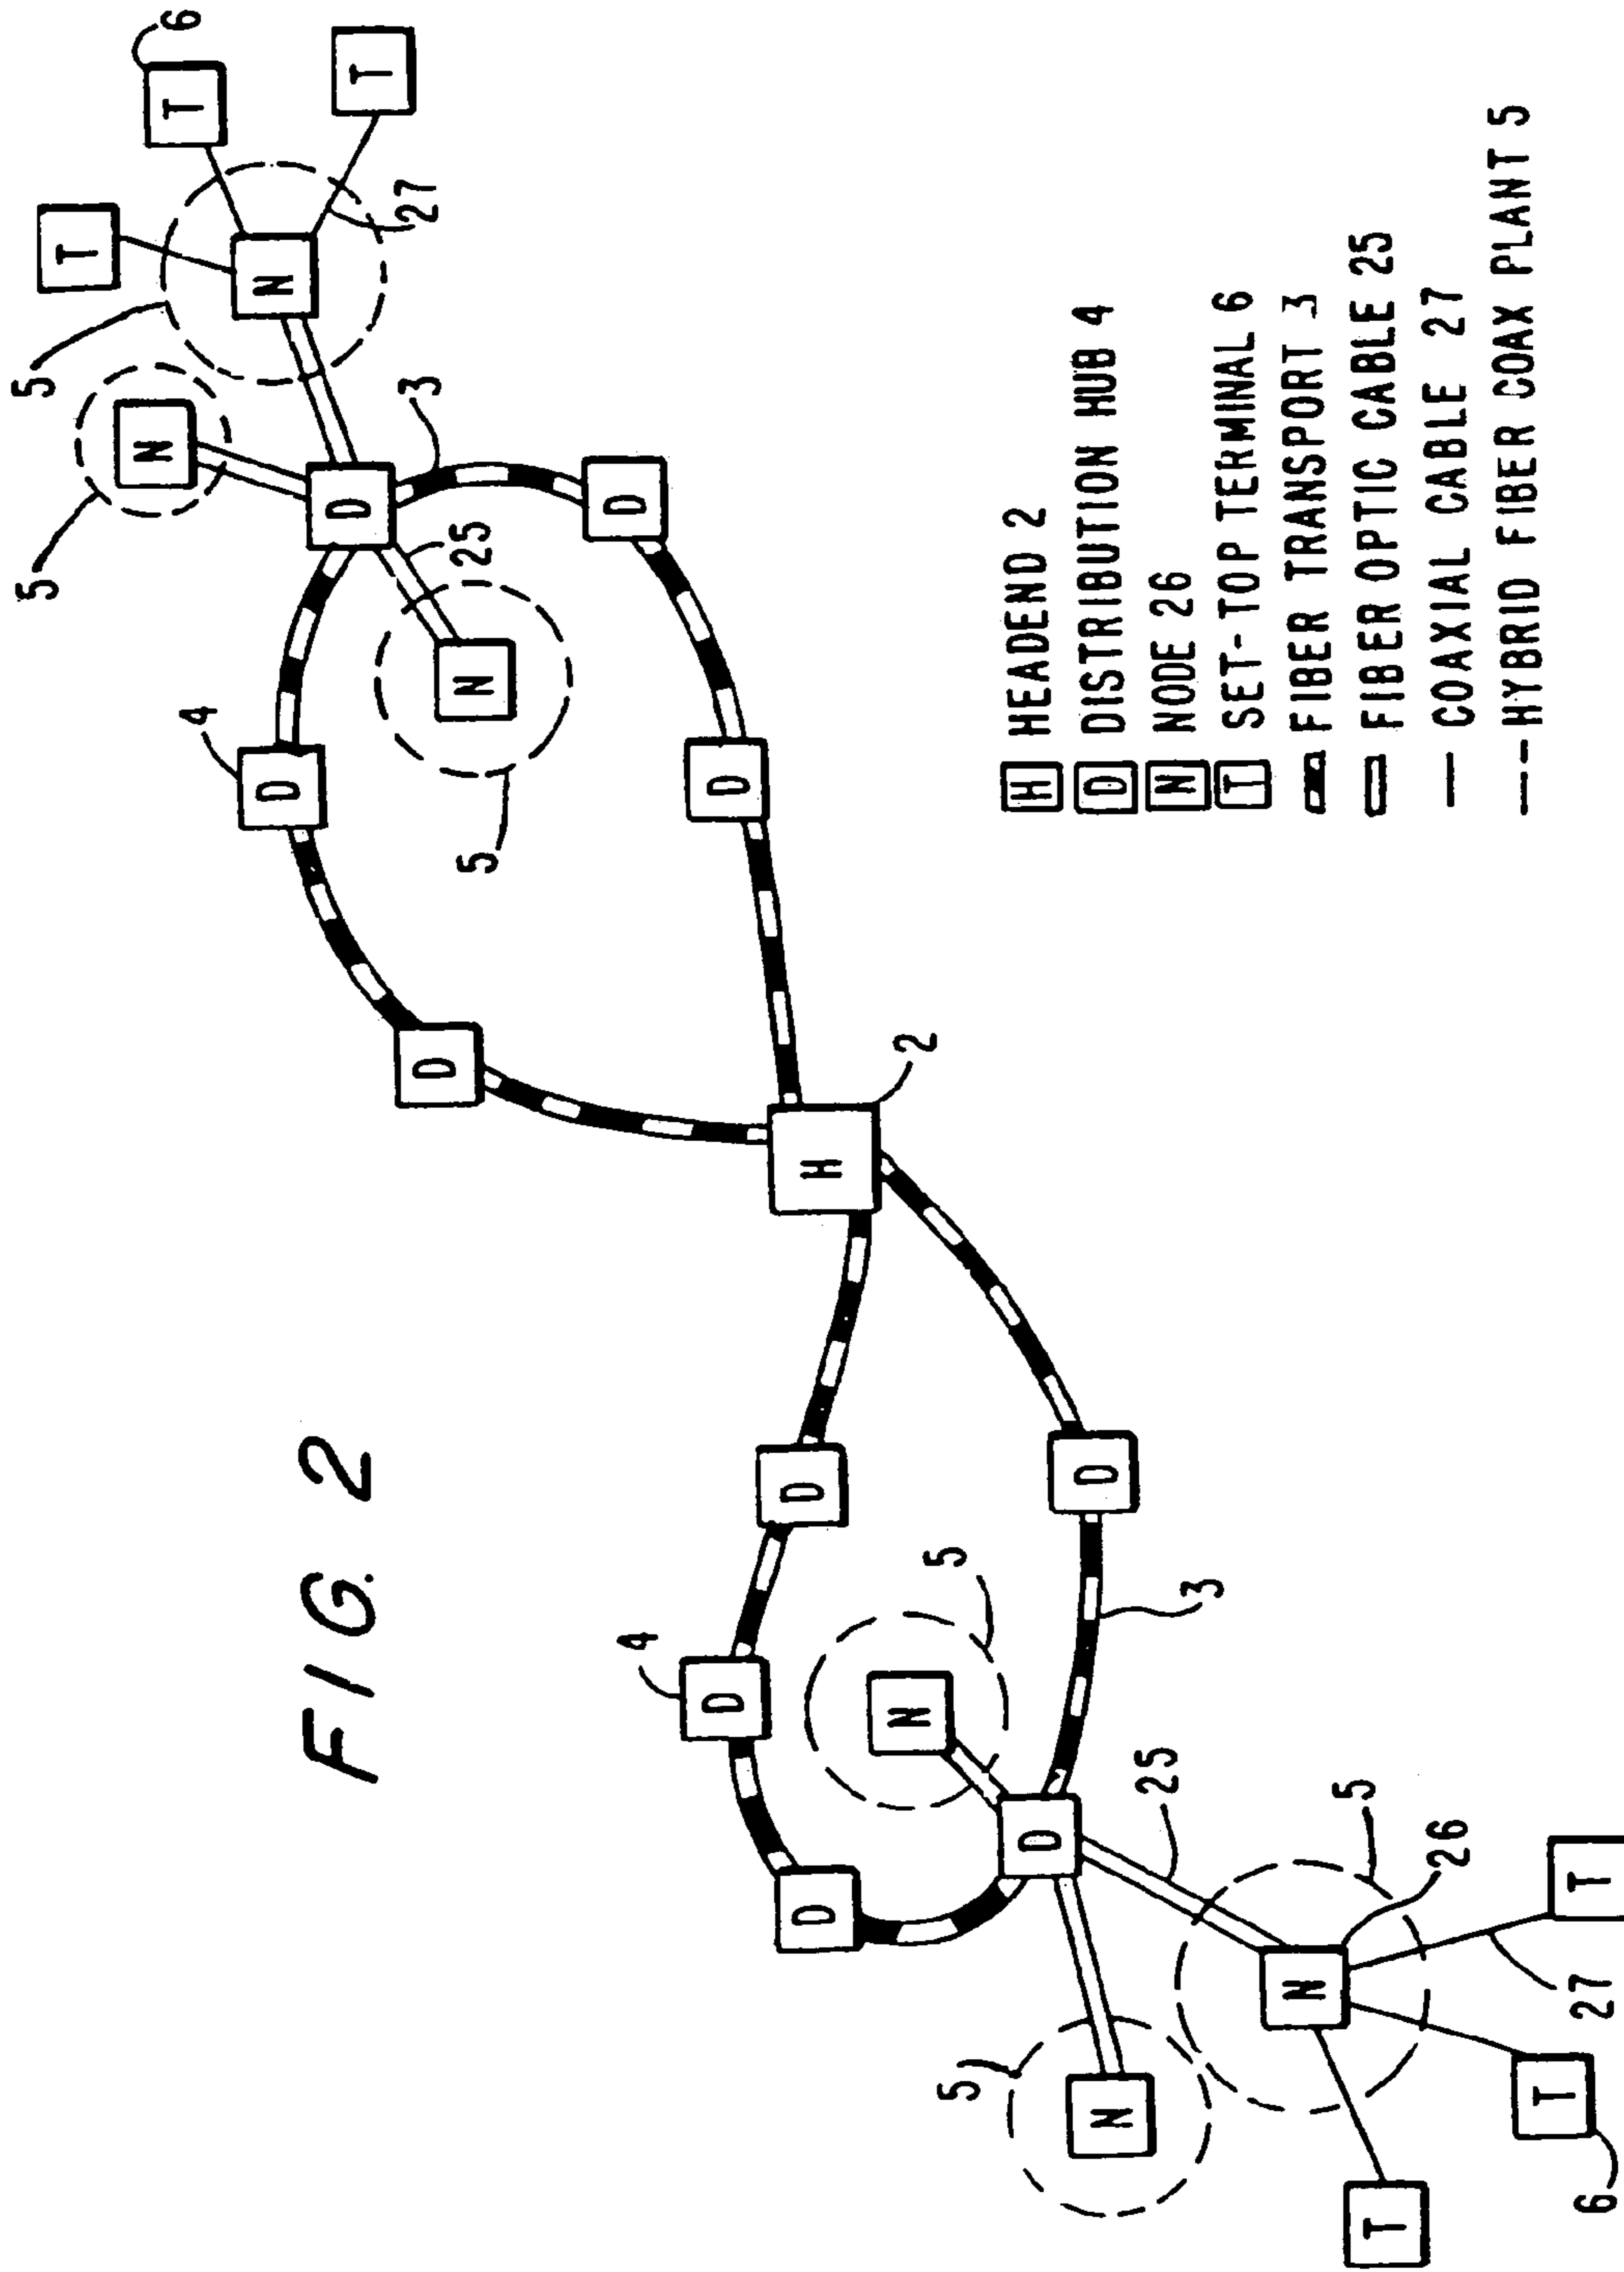 FIG. 2
5
5
T
N
T
6
4
D
N
D
T
3
27
D
5
N
25
4
D
D
D
D
D
H
N
2
5
5
D
25
N
D
3
N
5
T
26
T
6
27
T
H HEADEND 2
D DISTRIBUTION HUB 4
N NODE 26
T SET-TOP TERMINAL 6
FIBER TRANSPORT 3
FIBER OPTIC CABLE 25
COAXIAL CABLE 27
HYBRID FIBER COAX PLANT 5